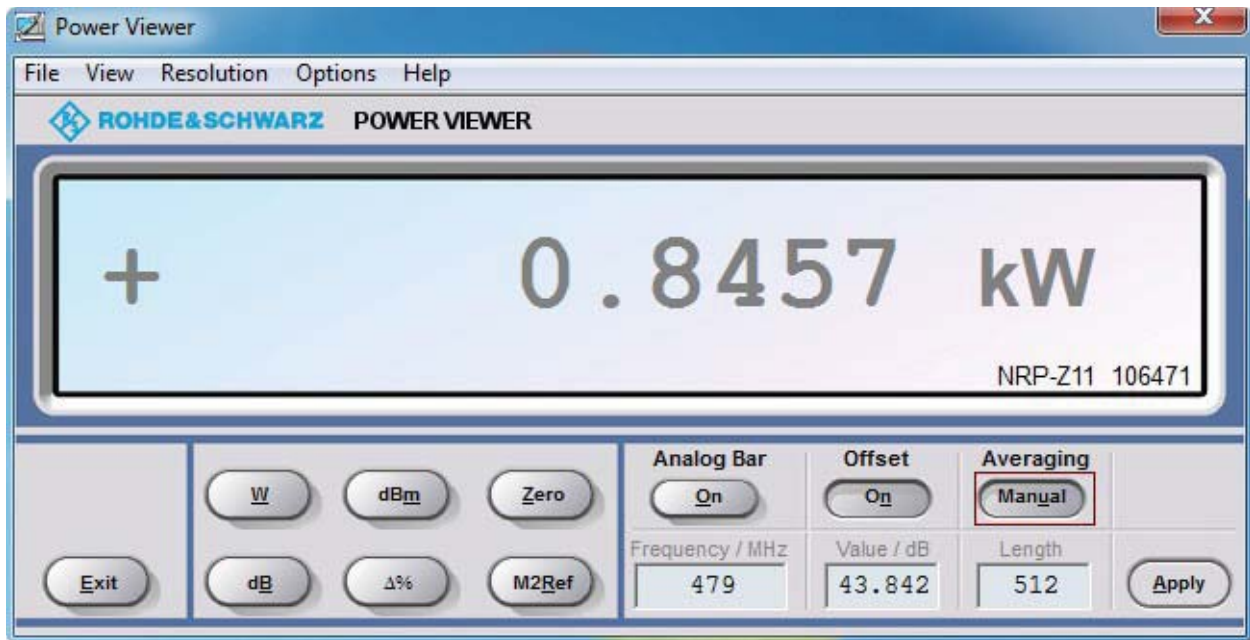 Power Viewer
X
File View Resolution Options Help
ROHDE&SCHWARZ POWER VIEWER
+ 0.8457 kW
NRP-Z11 106471
Analog Bar Offset Averaging
W dBm Zero On On Manual
Frequency / MHz Value / dB Length
Exit dB Δ% M2Ref 479 43.842 512 Apply